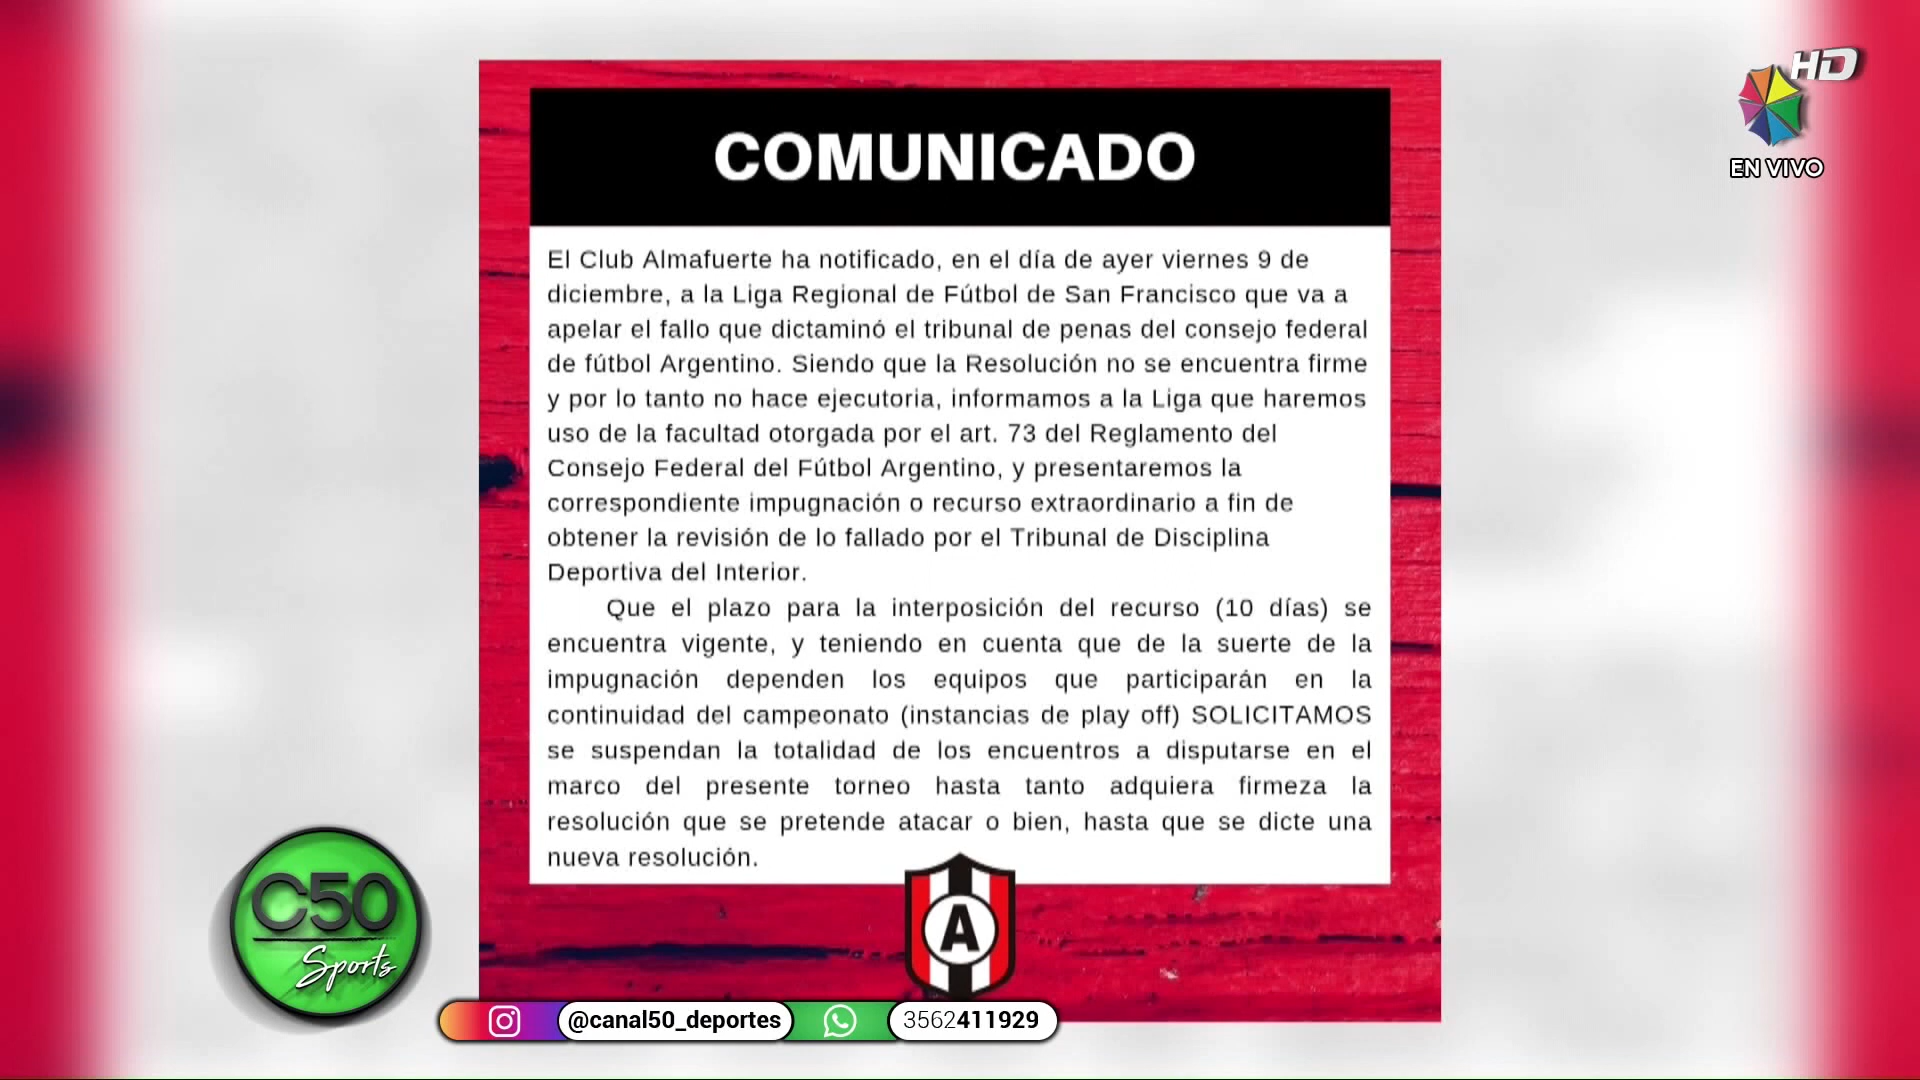 HD
EN VIVO
COMUNICADO
El Club Almafuerte ha notificado, en el día de ayer viernes 9 de
diciembre, a la Liga Regional de Fútbol de San Francisco que va a
apelar el fallo que dictaminó el tribunal de penas del consejo federal
de fútbol Argentino. Siendo que la Resolución no se encuentra firme
y por lo tanto no hace ejecutoria, informamos a la Liga que haremos
uso de la facultad otorgada por el art. 73 del Reglamento del
Consejo Federal del Fútbol Argentino, y presentaremos la
correspondiente impugnación o recurso extraordinario a fin de
obtener la revisión de lo fallado por el Tribunal de Disciplina
Deportiva del Interior.
Que el plazo para la interposición del recurso (10 días) se
encuentra vigente, y teniendo en cuenta que de la suerte de la
impugnación dependen los equipos que participarán en la
continuidad del campeonato (instancias de play off) SOLICITAMOS
se suspendan la totalidad de los encuentros a disputarse en el
marco del presente torneo hasta tanto adquiera firmeza la
resolución que se pretende atacar o bien, hasta que se dicte una
nueva resolución.
A
C50
Sports
@canal50_deportes
3562411929